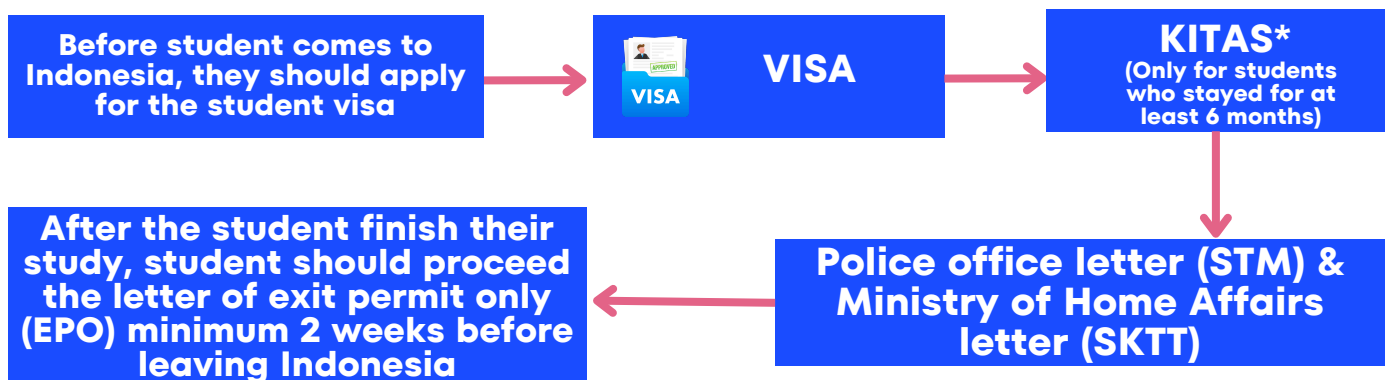 Before student comes to
Indonesia, they should apply
for the student visa
APPROVED
VISA
VISA
KITAS*
(Only for students
who stayed for at
least 6 months)
Police office letter (STM) &
Ministry of Home Affairs
letter (SKTT)
After the student finish their
study, student should proceed
the letter of exit permit only
(EPO) minimum 2 weeks before
leaving Indonesia